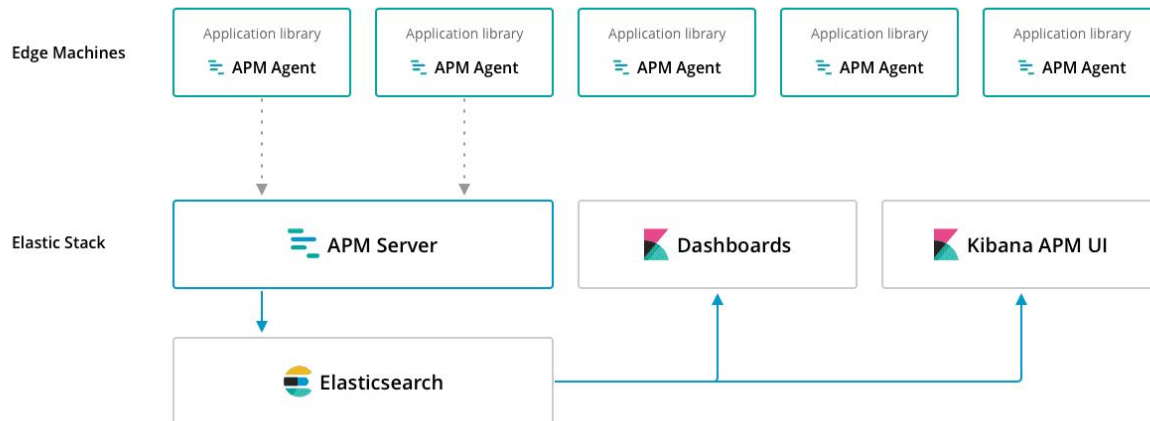 Edge Machines
Application library
APM Agent
Application library
APM Agent
Application library
APM Agent
Application library
APM Agent
Application library
APM Agent
Elastic Stack
APM Server
Dashboards
Kibana APM UI
Elasticsearch